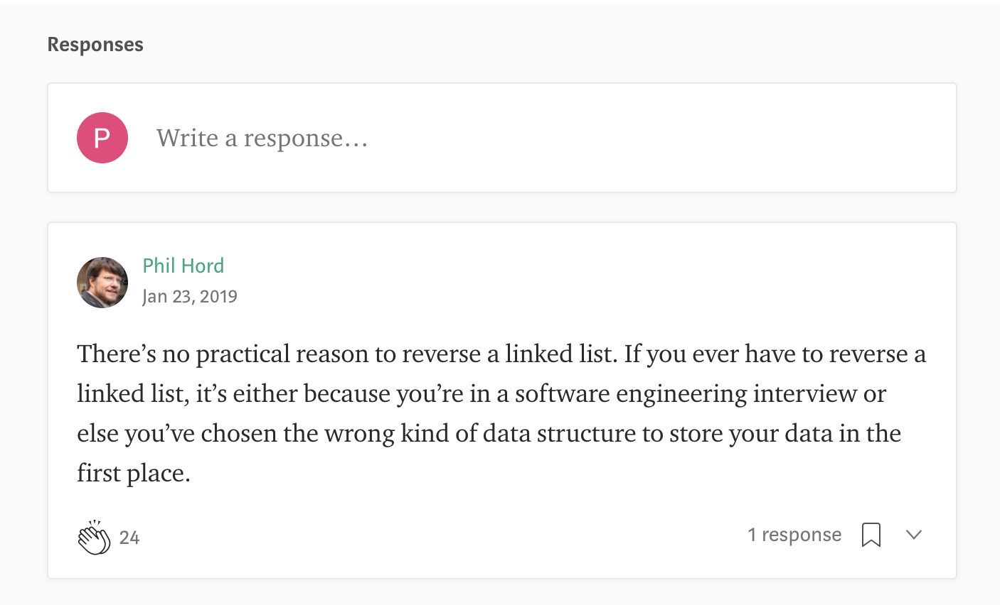 Responses
P
Write a response…
Phil Hord
Jan 23, 2019
There’s no practical reason to reverse a linked list. If you ever have to reverse a
linked list, it’s either because you’re in a software engineering interview or
else you’ve chosen the wrong kind of data structure to store your data in the
first place.
24
1 response